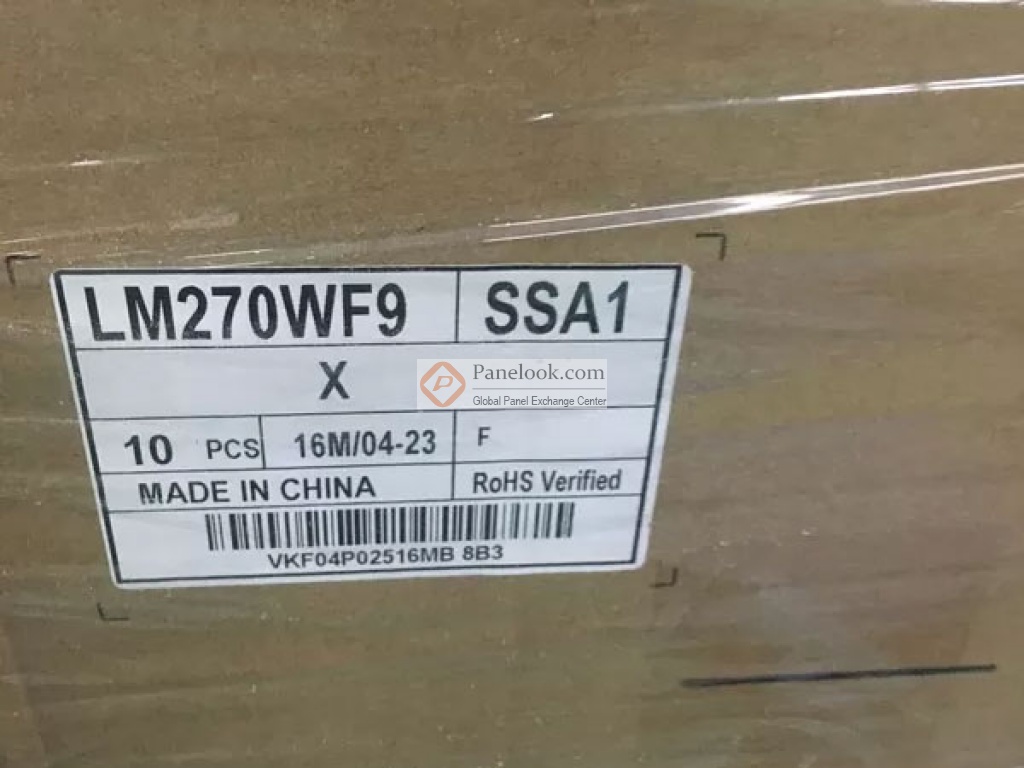 LM270WF9 SSA1
X
Panelook.com
Global Panel Exchange Center
10 PCS 16M/04-23 F
MADE IN CHINA RoHS Verified
VKF04P02516MB 8B3